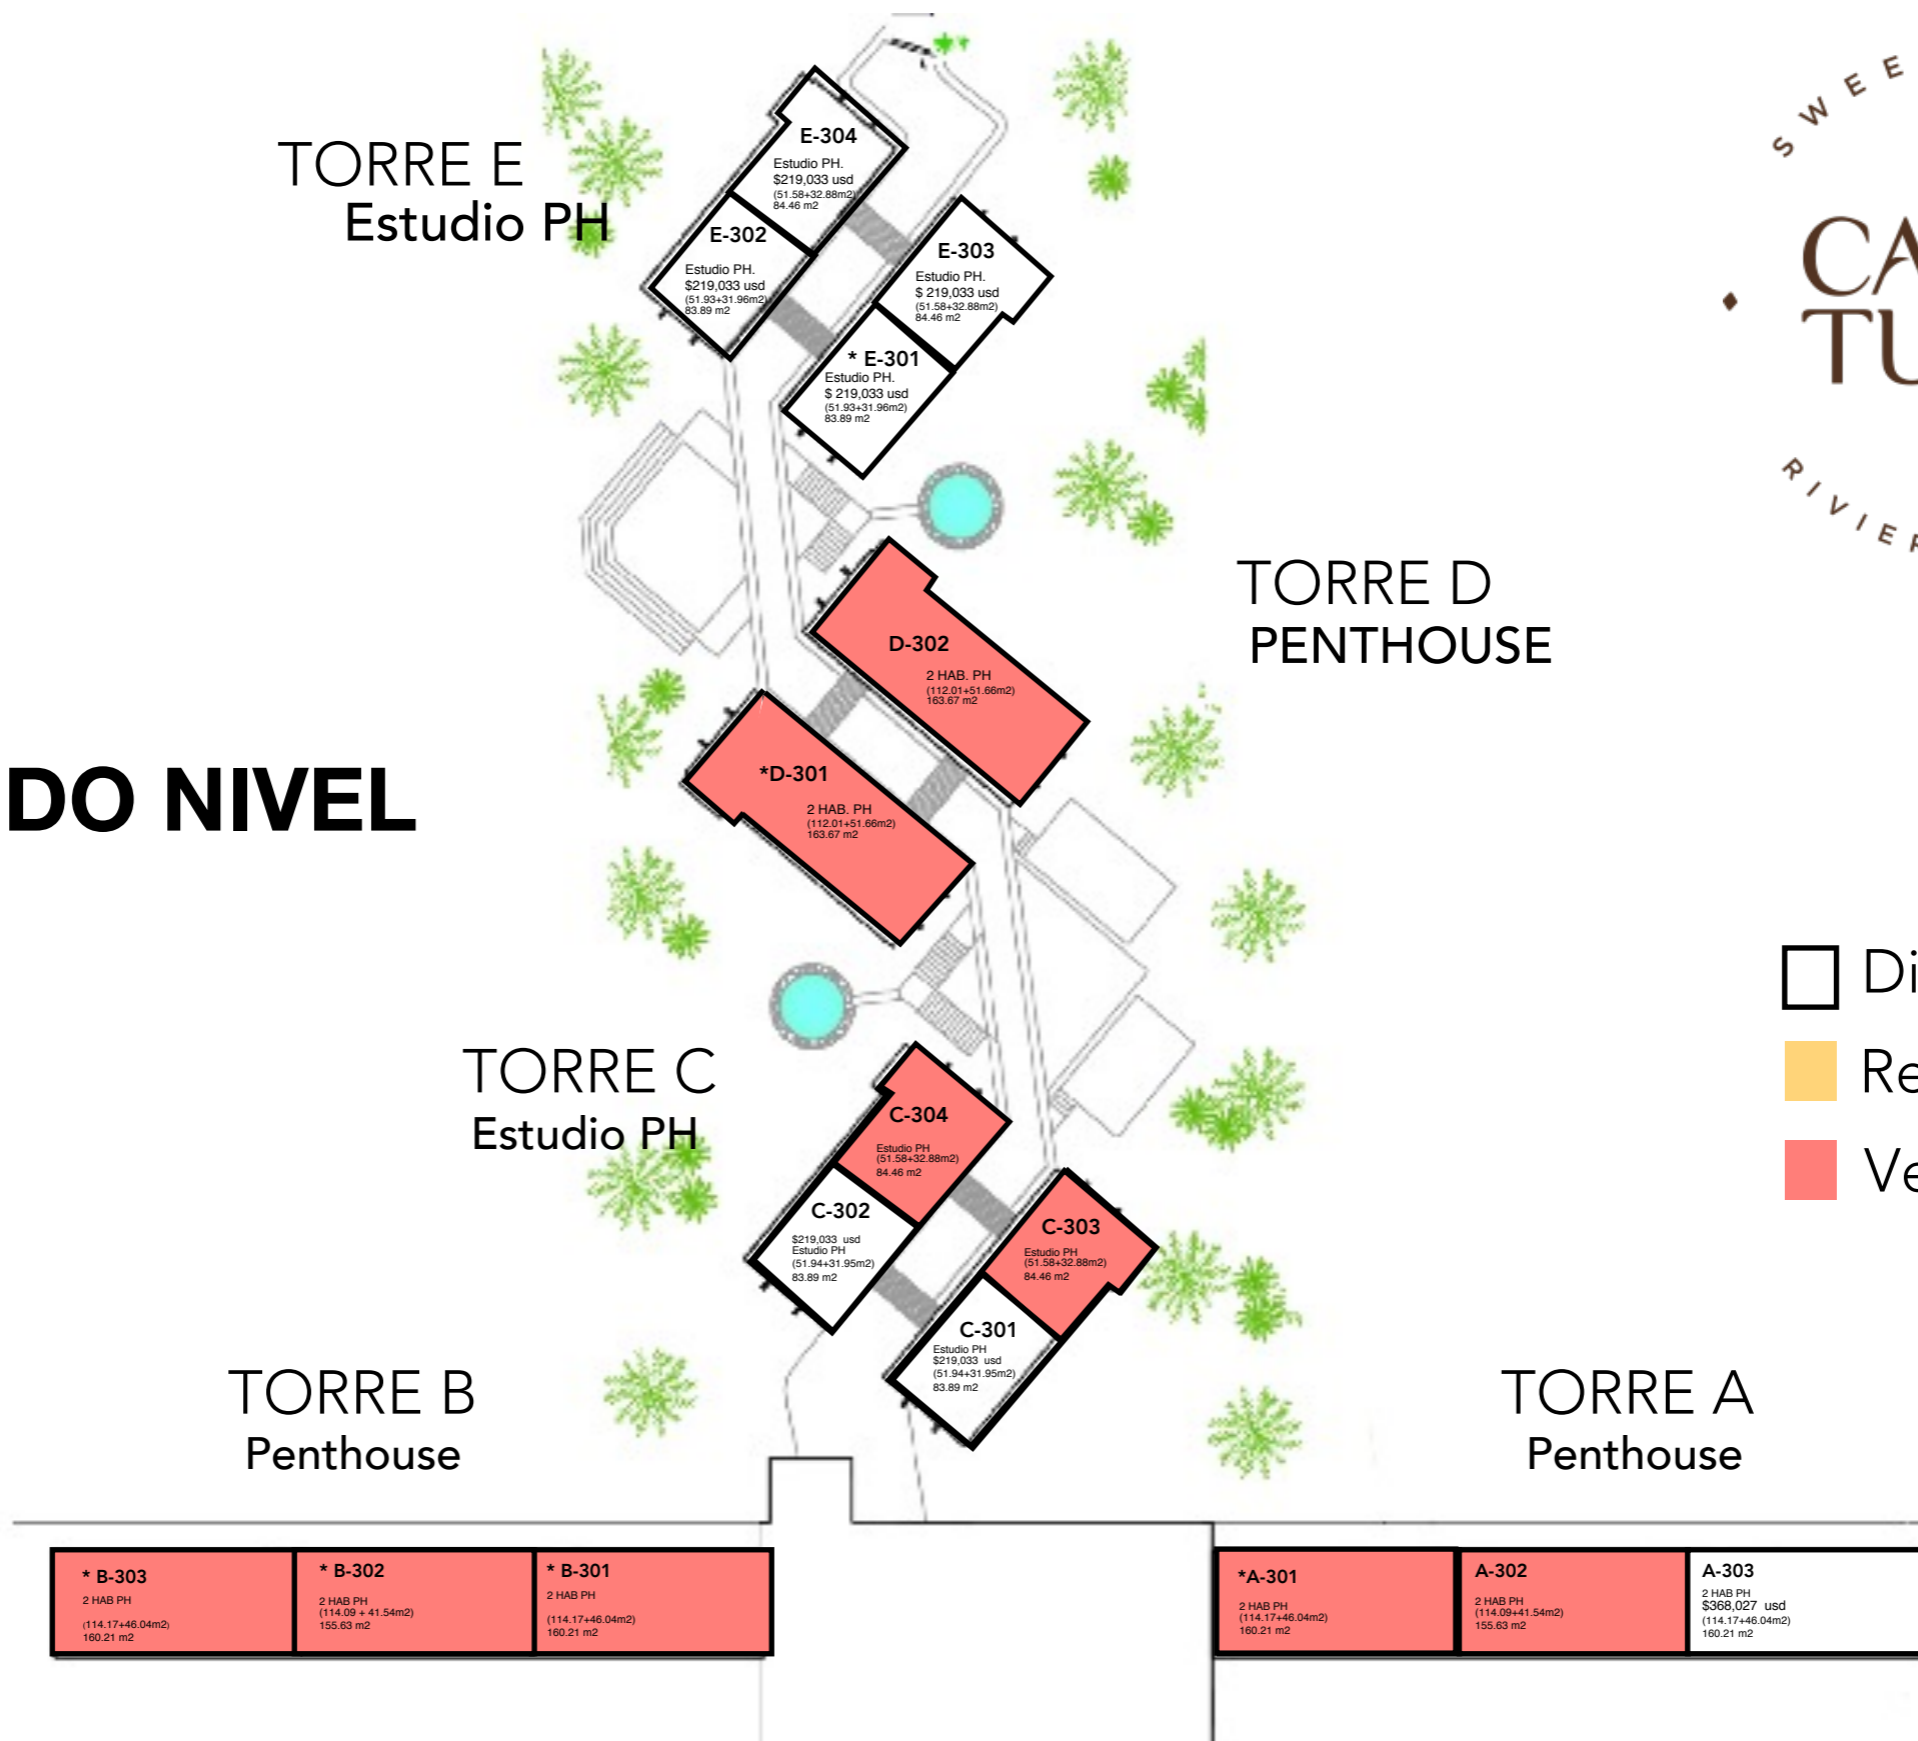 TORRE E
Estudio PH
E-304
Estudio PH.
$219,033 usd
(51.58+32.88m2)
84.46 m2
E-302
Estudio PH.
$219,033 usd
(51.93+31.96m2)
83.89 m2
E-303
Estudio PH.
$ 219,033 usd
(51.58+32.88m2)
84.46 m2
* E-301
Estudio PH.
$ 219,033 usd
(51.93+31.96m2)
83.89 m2
SWEE
CA
TU
RIVIER
TORRE D
PENTHOUSE
D-302
2 HAB. PH
(112.01+51.66m2)
163.67 m2
*D-301
2 HAB. PH
(112.01+51.66m2)
163.67 m2
DO NIVEL
Di
Re
Ve
TORRE C
Estudio PH
C-304
Estudio PH
(51.58+32.88m2)
84.46 m2
C-302
$219,033 usd
Estudio PH
(51.94+31.95m2)
83.89 m2
C-303
Estudio PH
(51.58+32.88m2)
84.46 m2
C-301
Estudio PH
$219,033 usd
(51.94+31.95m2)
83.89 m2
TORRE B
Penthouse
TORRE A
Penthouse
* B-303
2 HAB PH
(114.17+46.04m2)
160.21 m2
* B-302
2 HAB PH
(114.09 + 41.54m2)
155.63 m2
* B-301
2 HAB PH
(114.17+46.04m2)
160.21 m2
*A-301
2 HAB PH
(114.17+46.04m2)
160.21 m2
A-302
2 HAB PH
(114.09+41.54m2)
155.63 m2
A-303
2 HAB PH
$368,027 usd
(114.17+46.04m2)
160.21 m2